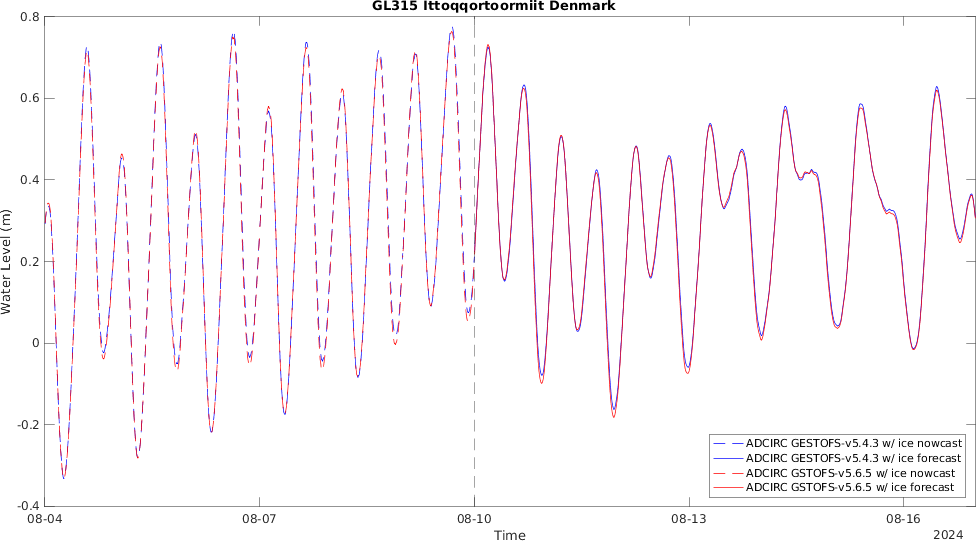 GL315 Ittoqqortoormiit Denmark
0.8
0.6
0.4
0.2
0
-0.2
-0.4
Water Level (m)
ADCIRC GESTOFS-v5.4.3 w/ ice nowcast
ADCIRC GESTOFS-v5.4.3 w/ ice forecast
ADCIRC GSTOFS-v5.6.5 w/ ice nowcast
ADCIRC GSTOFS-v5.6.5 w/ ice forecast
08-04 08-07 08-10 08-13 08-16
Time
2024